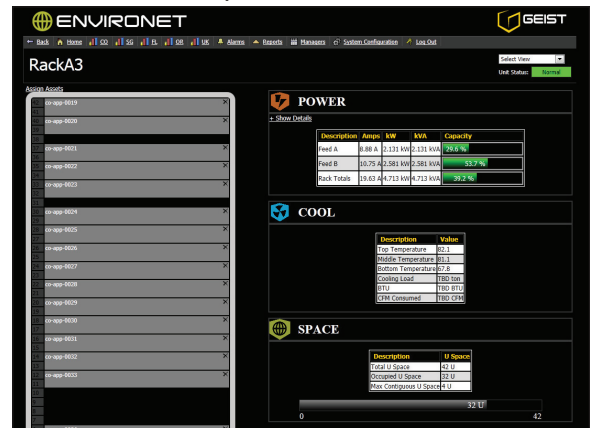 ENVIRONET
GEIST
← Back Home CO SG FL OR UK Alarms Reports Managers System Configuration Log Out
RackA3
Select View
Unit Status: Normal
Assign Assets
co-app-0019
co-app-0020
co-app-0021
co-app-0022
co-app-0023
co-app-0024
co-app-0025
co-app-0026
co-app-0027
co-app-0028
co-app-0029
co-app-0030
co-app-0031
co-app-0032
co-app-0033
POWER
+ Show Details
Description Amps kW kVA Capacity
Feed A 8.88 A 2.131 kW 2.131 kVA 29.6 %
Feed B 10.75 A 2.581 kW 2.581 kVA 53.7 %
Rack Totals 19.63 A 4.713 kW 4.713 kVA 39.2 %
COOL
Description Value
Top Temperature 82.1
Middle Temperature 81.1
Bottom Temperature 67.8
Cooling Load TBD ton
BTU TBD BTU
CFM Consumed TBD CFM
SPACE
Description U Space
Total U Space 42 U
Occupied U Space 32 U
Max Contiguous U Space 4 U
32 U
0 42